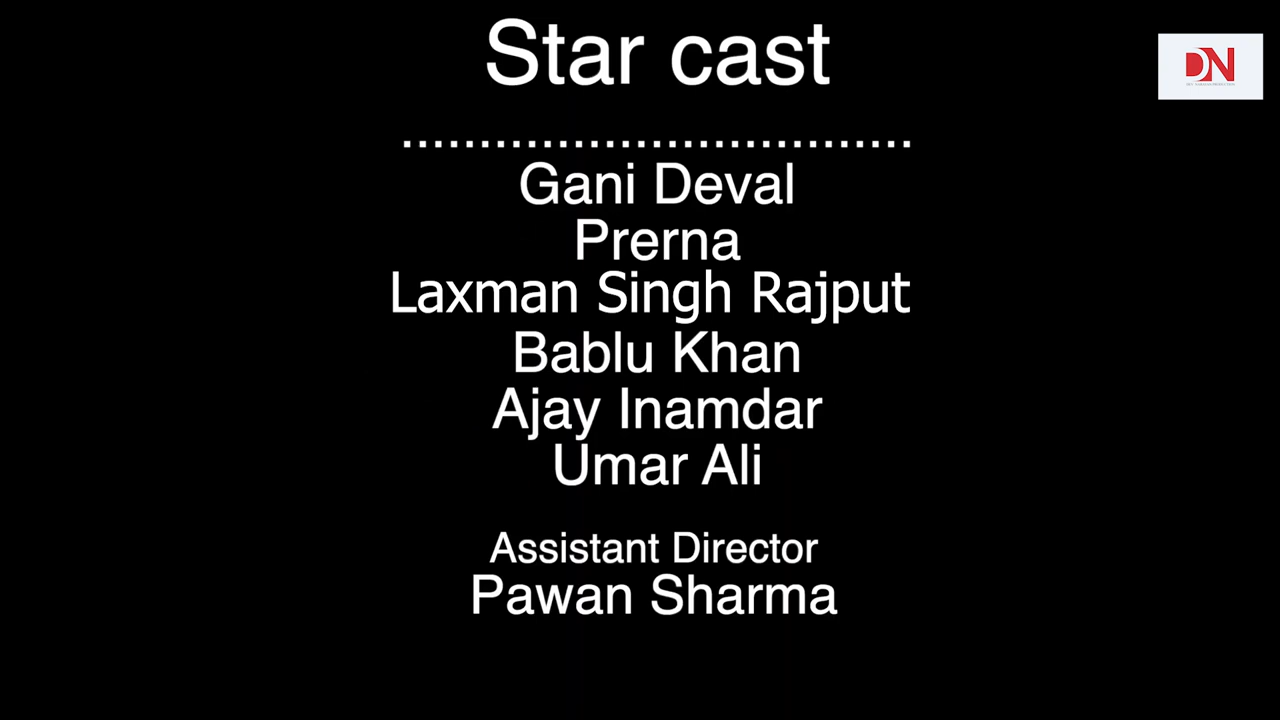 Star cast
.................................
Gani Deval
Prerna
Laxman Singh Rajput
Bablu Khan
Ajay Inamdar
Umar Ali
Assistant Director
Pawan Sharma
DN